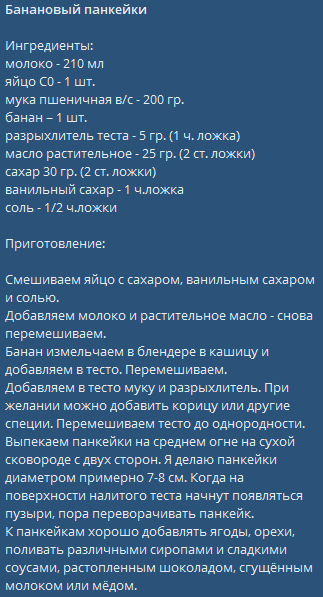 Банановый панкейки
Ингредиенты:
молоко - 210 мл
яйцо С0 - 1 шт.
мука пшеничная в/с - 200 гр.
банан – 1 шт.
разрыхлитель теста - 5 гр. (1 ч. ложка)
масло растительное - 25 гр. (2 ст. ложки)
сахар 30 гр. (2 ст. ложки)
ванильный сахар - 1 ч.ложка
соль - 1/2 ч.ложки
Приготовление:
Смешиваем яйцо с сахаром, ванильным сахаром
и солью.
Добавляем молоко и растительное масло - снова
перемешиваем.
Банан измельчаем в блендере в кашицу и
добавляем в тесто. Перемешиваем.
Добавляем в тесто муку и разрыхлитель. При
желании можно добавить корицу или другие
специи. Перемешиваем тесто до однородности.
Выпекаем панкейки на среднем огне на сухой
сковороде с двух сторон. Я делаю панкейки
диаметром примерно 7-8 см. Когда на
поверхности налитого теста начнут появляться
пузыри, пора переворачивать панкейк.
К панкейкам хорошо добавлять ягоды, орехи,
поливать различными сиропами и сладкими
соусами, растопленным шоколадом, сгущённым
молоком или мёдом.